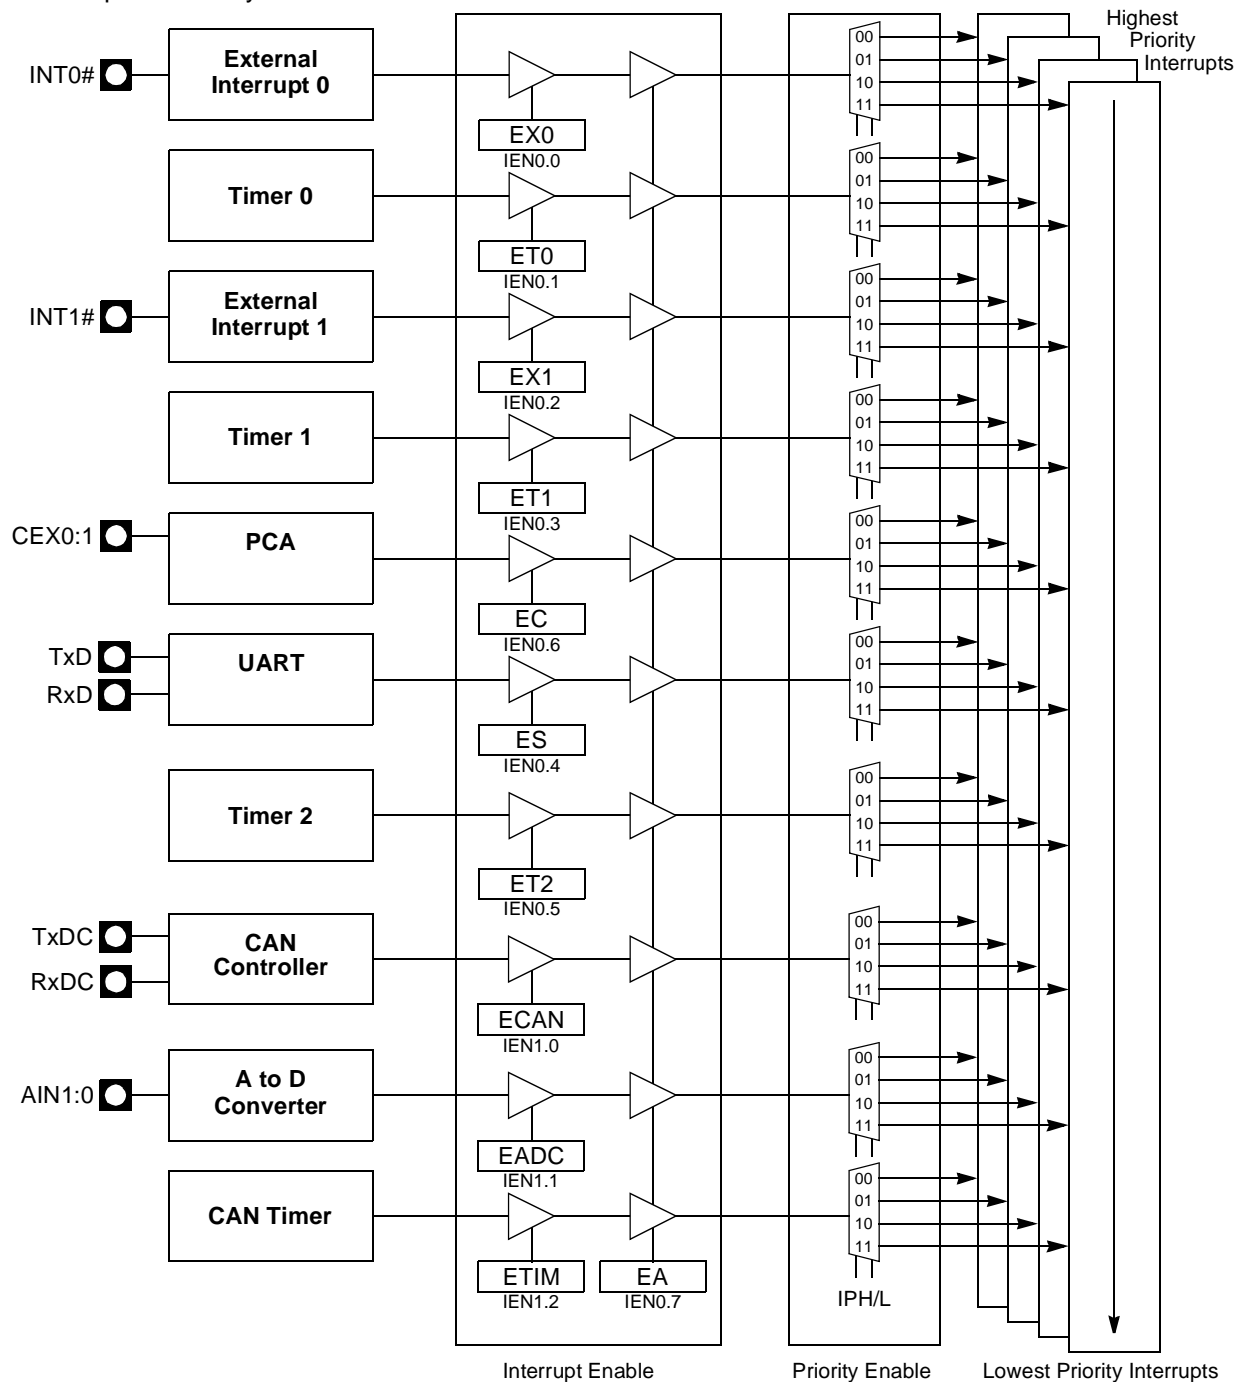 Highest
Priority
Interrupts
INT0#
External
Interrupt 0
EX0
IEN0.0
00
01
10
11
Timer 0
ET0
IEN0.1
00
01
10
11
INT1#
External
Interrupt 1
EX1
IEN0.2
00
01
10
11
Timer 1
ET1
IEN0.3
00
01
10
11
CEX0:1
PCA
EC
IEN0.6
00
01
10
11
TxD
RxD
UART
ES
IEN0.4
00
01
10
11
Timer 2
ET2
IEN0.5
00
01
10
11
TxDC
RxDC
CAN
Controller
ECAN
IEN1.0
00
01
10
11
AIN1:0
A to D
Converter
EADC
IEN1.1
00
01
10
11
CAN Timer
ETIM
IEN1.2
EA
IEN0.7
00
01
10
11
IPH/L
Interrupt Enable
Priority Enable
Lowest Priority Interrupts